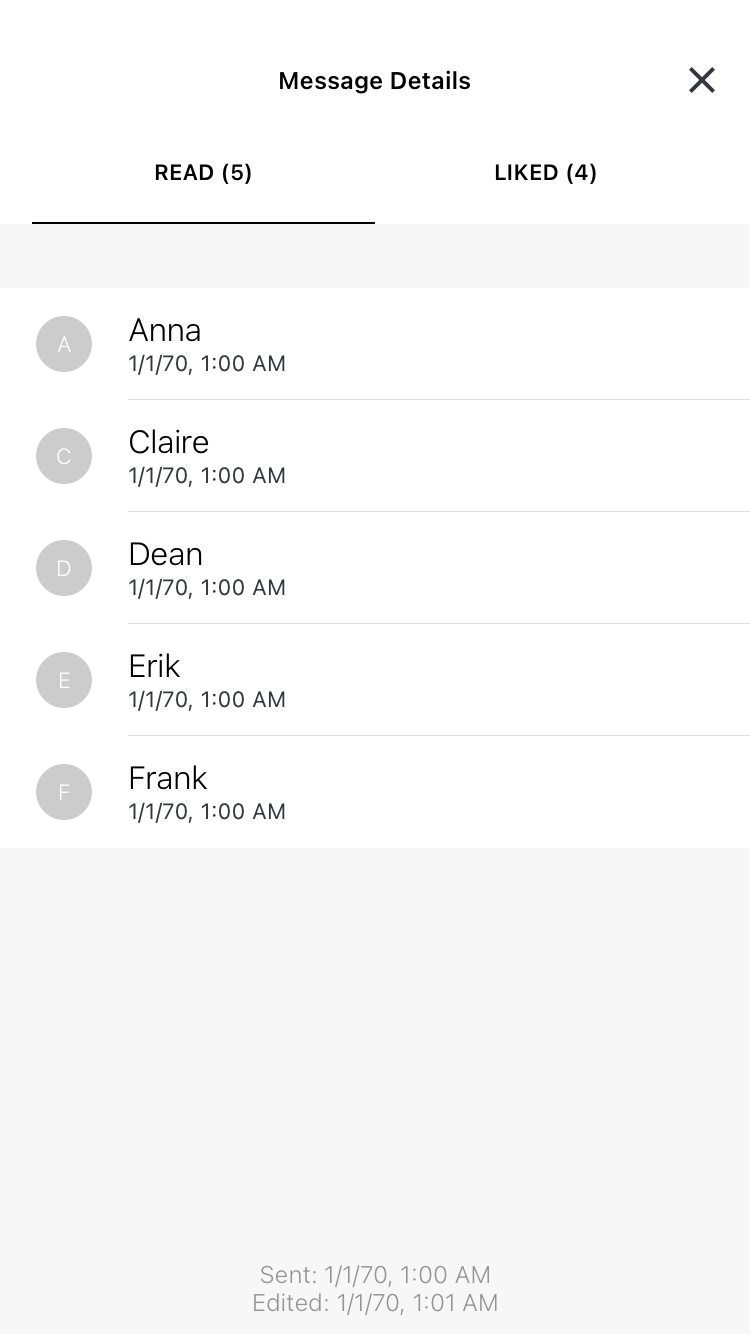 Message Details
READ (5)
LIKED (4)
A
Anna
1/1/70, 1:00 AM
C
Claire
1/1/70, 1:00 AM
D
Dean
1/1/70, 1:00 AM
E
Erik
1/1/70, 1:00 AM
F
Frank
1/1/70, 1:00 AM
Sent: 1/1/70, 1:00 AM
Edited: 1/1/70, 1:01 AM